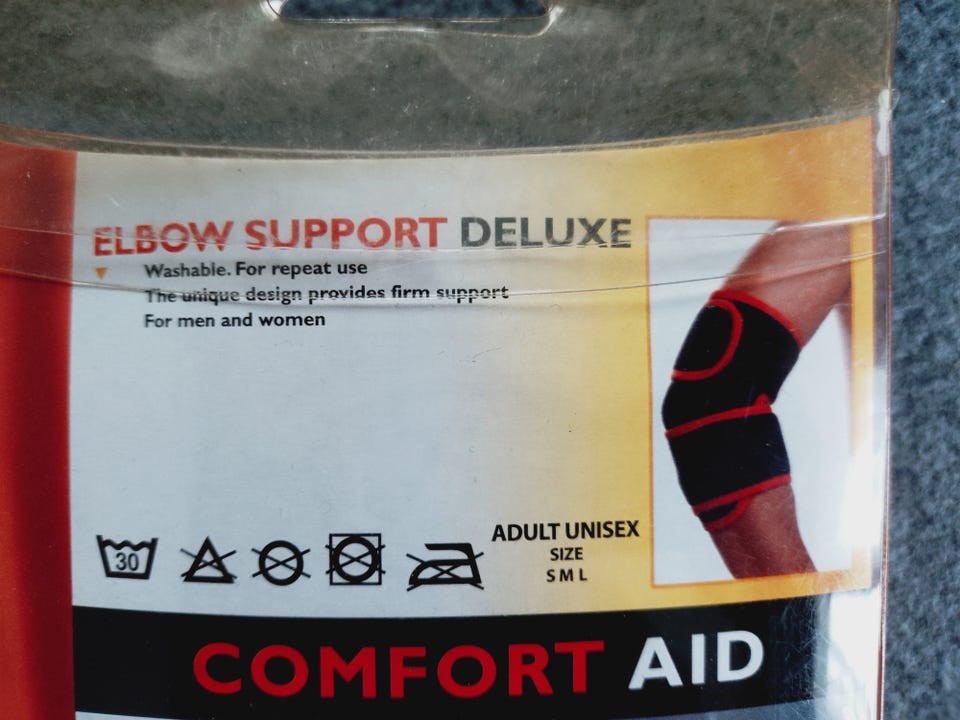 ELBOW SUPPORT DELUXE
Washable. For repeat use
The unique design provides firm support
For men and women
30
ADULT UNISEX
SIZE
S M L
COMFORT AID